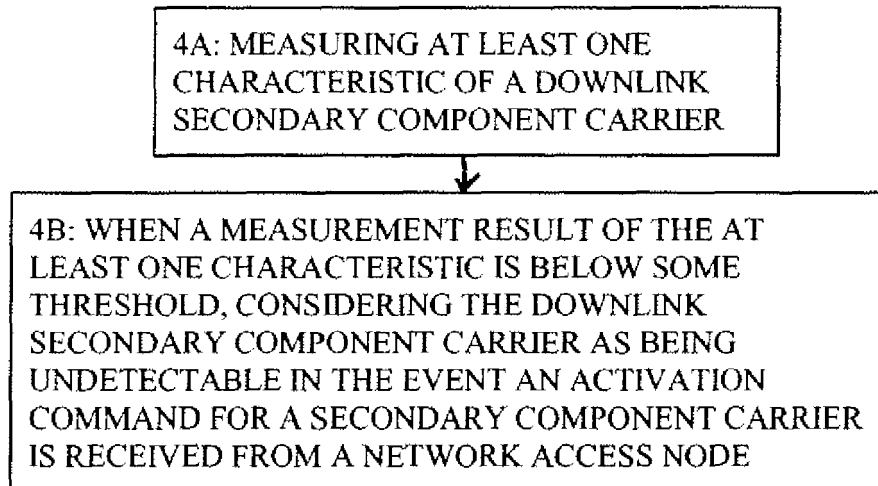 4A: MEASURING AT LEAST ONE
CHARACTERISTIC OF A DOWNLINK
SECONDARY COMPONENT CARRIER
4B: WHEN A MEASUREMENT RESULT OF THE AT
LEAST ONE CHARACTERISTIC IS BELOW SOME
THRESHOLD, CONSIDERING THE DOWNLINK
SECONDARY COMPONENT CARRIER AS BEING
UNDETECTABLE IN THE EVENT AN ACTIVATION
COMMAND FOR A SECONDARY COMPONENT CARRIER
IS RECEIVED FROM A NETWORK ACCESS NODE